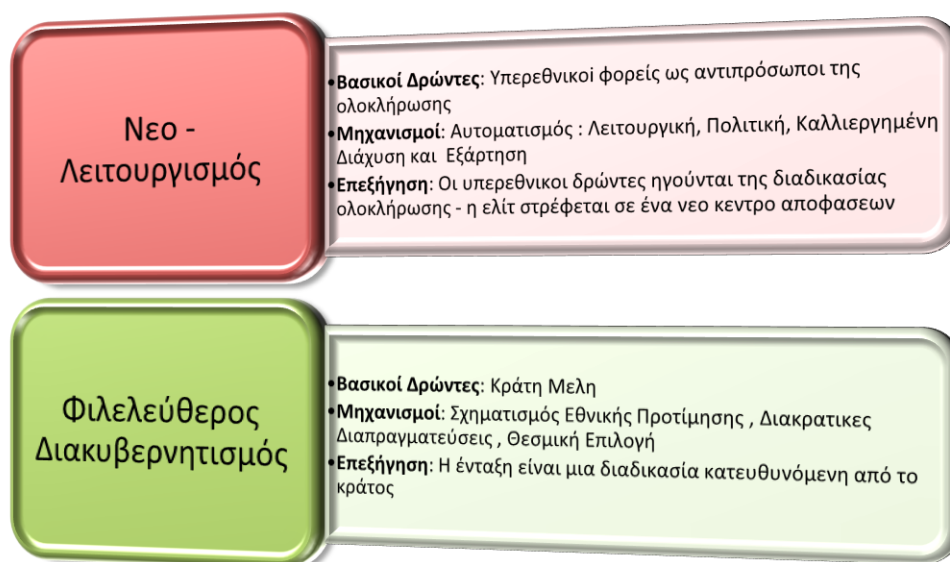 Νεο -
Λειτουργισμός
•Βασικοί Δρώντες: Υπερεθνικοί φορείς ως αντιπρόσωποι της
ολοκλήρωσης
•Μηχανισμοί: Αυτοματισμός : Λειτουργική, Πολιτική, Καλλιεργημένη
Διάχυση και Εξάρτηση
•Επεξήγηση: Οι υπερεθνικοι δρώντες ηγούνται της διαδικασίας
ολοκλήρωσης - η ελίτ στρέφεται σε ένα νεο κεντρο αποφασεων
Φιλελεύθερος
Διακυβερνητισμός
•Βασικοί Δρώντες: Κράτη Μελη
•Μηχανισμοί: Σχηματισμός Εθνικής Προτίμησης , Διακρατικες
Διαπραγματεύσεις , Θεσμική Επιλογή
•Επεξήγηση: Η ένταξη είναι μια διαδικασία κατευθυνόμενη από το
κράτος